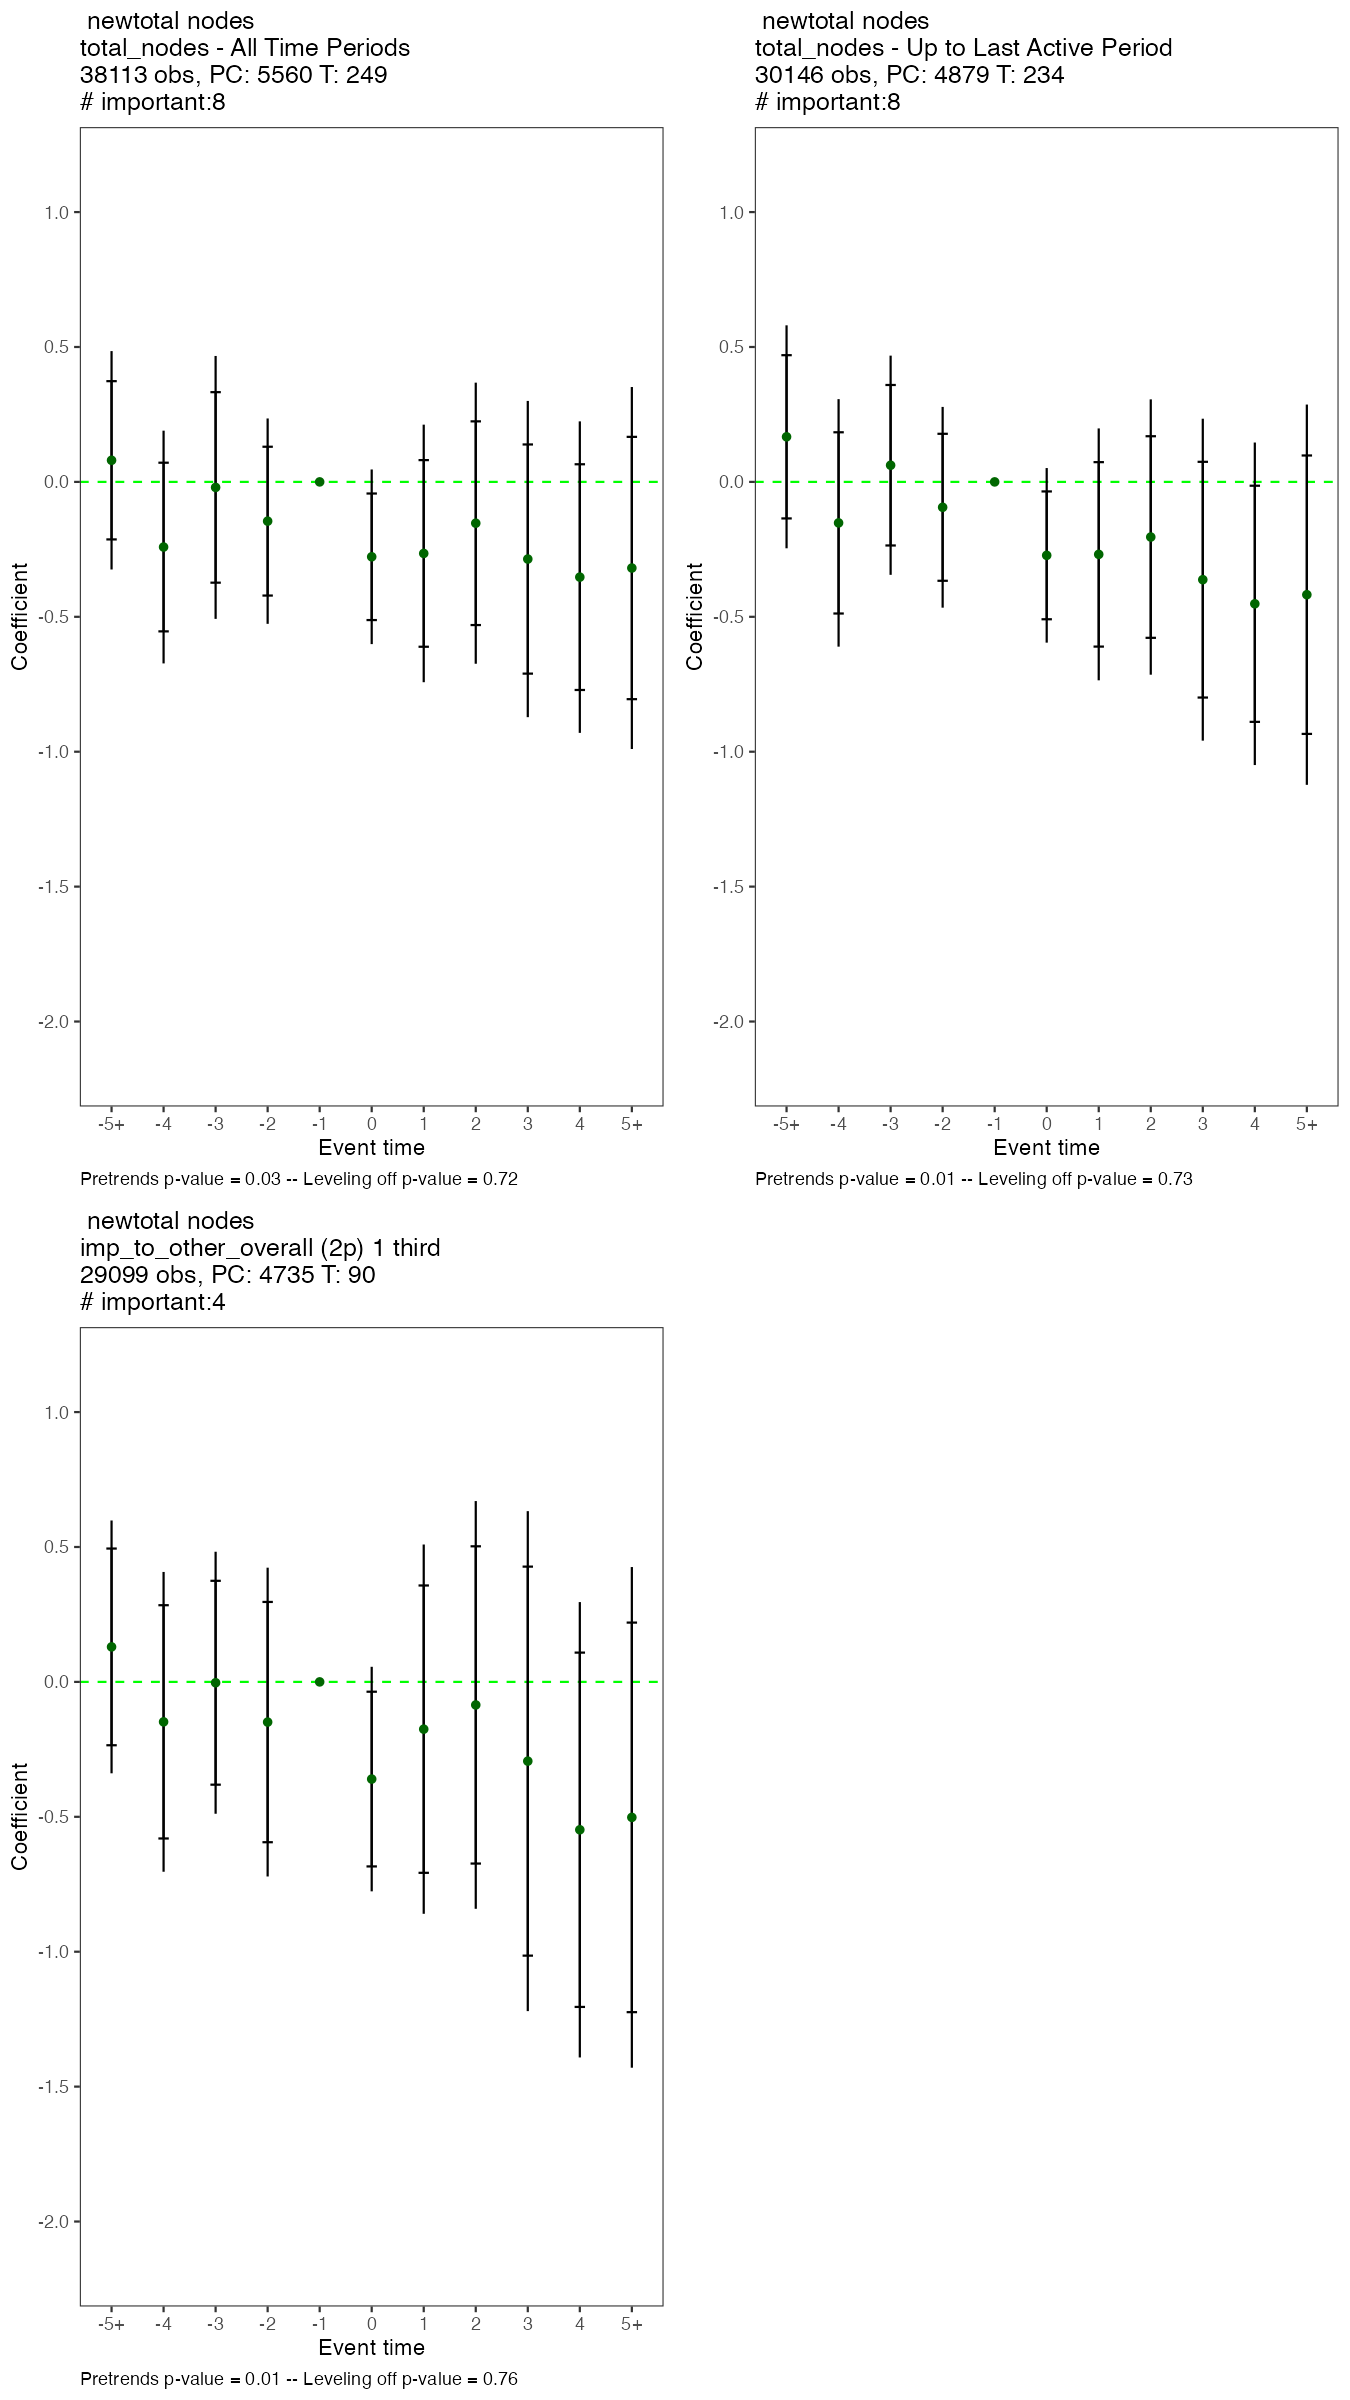 newtotal nodes
total_nodes - All Time Periods
38113 obs, PC: 5560 T: 249
# important:8
1.0
0.5
0.0
-0.5
-1.0
-1.5
-2.0
Coefficient
-5+ -4 -3 -2 -1 0 1 2 3 4 5+
Event time
Pretrends p-value = 0.03 -- Leveling off p-value = 0.72
newtotal nodes
total_nodes - Up to Last Active Period
30146 obs, PC: 4879 T: 234
# important:8
1.0
0.5
0.0
-0.5
-1.0
-1.5
-2.0
Coefficient
-5+ -4 -3 -2 -1 0 1 2 3 4 5+
Event time
Pretrends p-value = 0.01 -- Leveling off p-value = 0.73
newtotal nodes
imp_to_other_overall (2p) 1 third
29099 obs, PC: 4735 T: 90
# important:4
1.0
0.5
0.0
-0.5
-1.0
-1.5
-2.0
Coefficient
-5+ -4 -3 -2 -1 0 1 2 3 4 5+
Event time
Pretrends p-value = 0.01 -- Leveling off p-value = 0.76